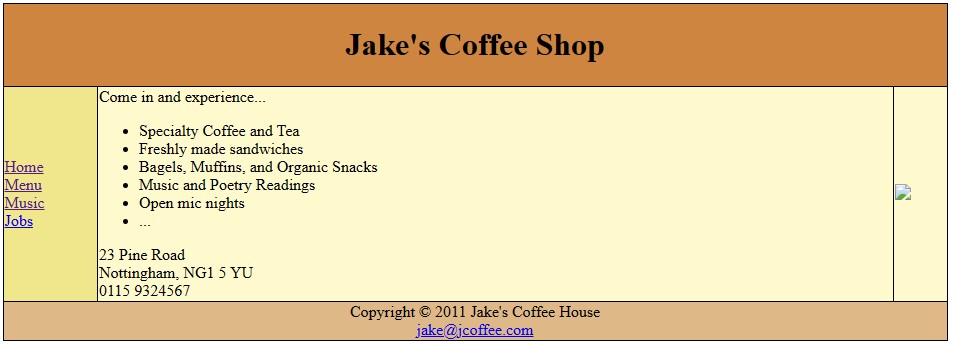 Jake's Coffee Shop
Home
Menu
Music
Jobs
Come in and experience...
• Specialty Coffee and Tea
• Freshly made sandwiches
• Bagels, Muffins, and Organic Snacks
• Music and Poetry Readings
• Open mic nights
• ...
23 Pine Road
Nottingham, NG1 5 YU
0115 9324567
Copyright © 2011 Jake's Coffee House
jake@jcoffee.com